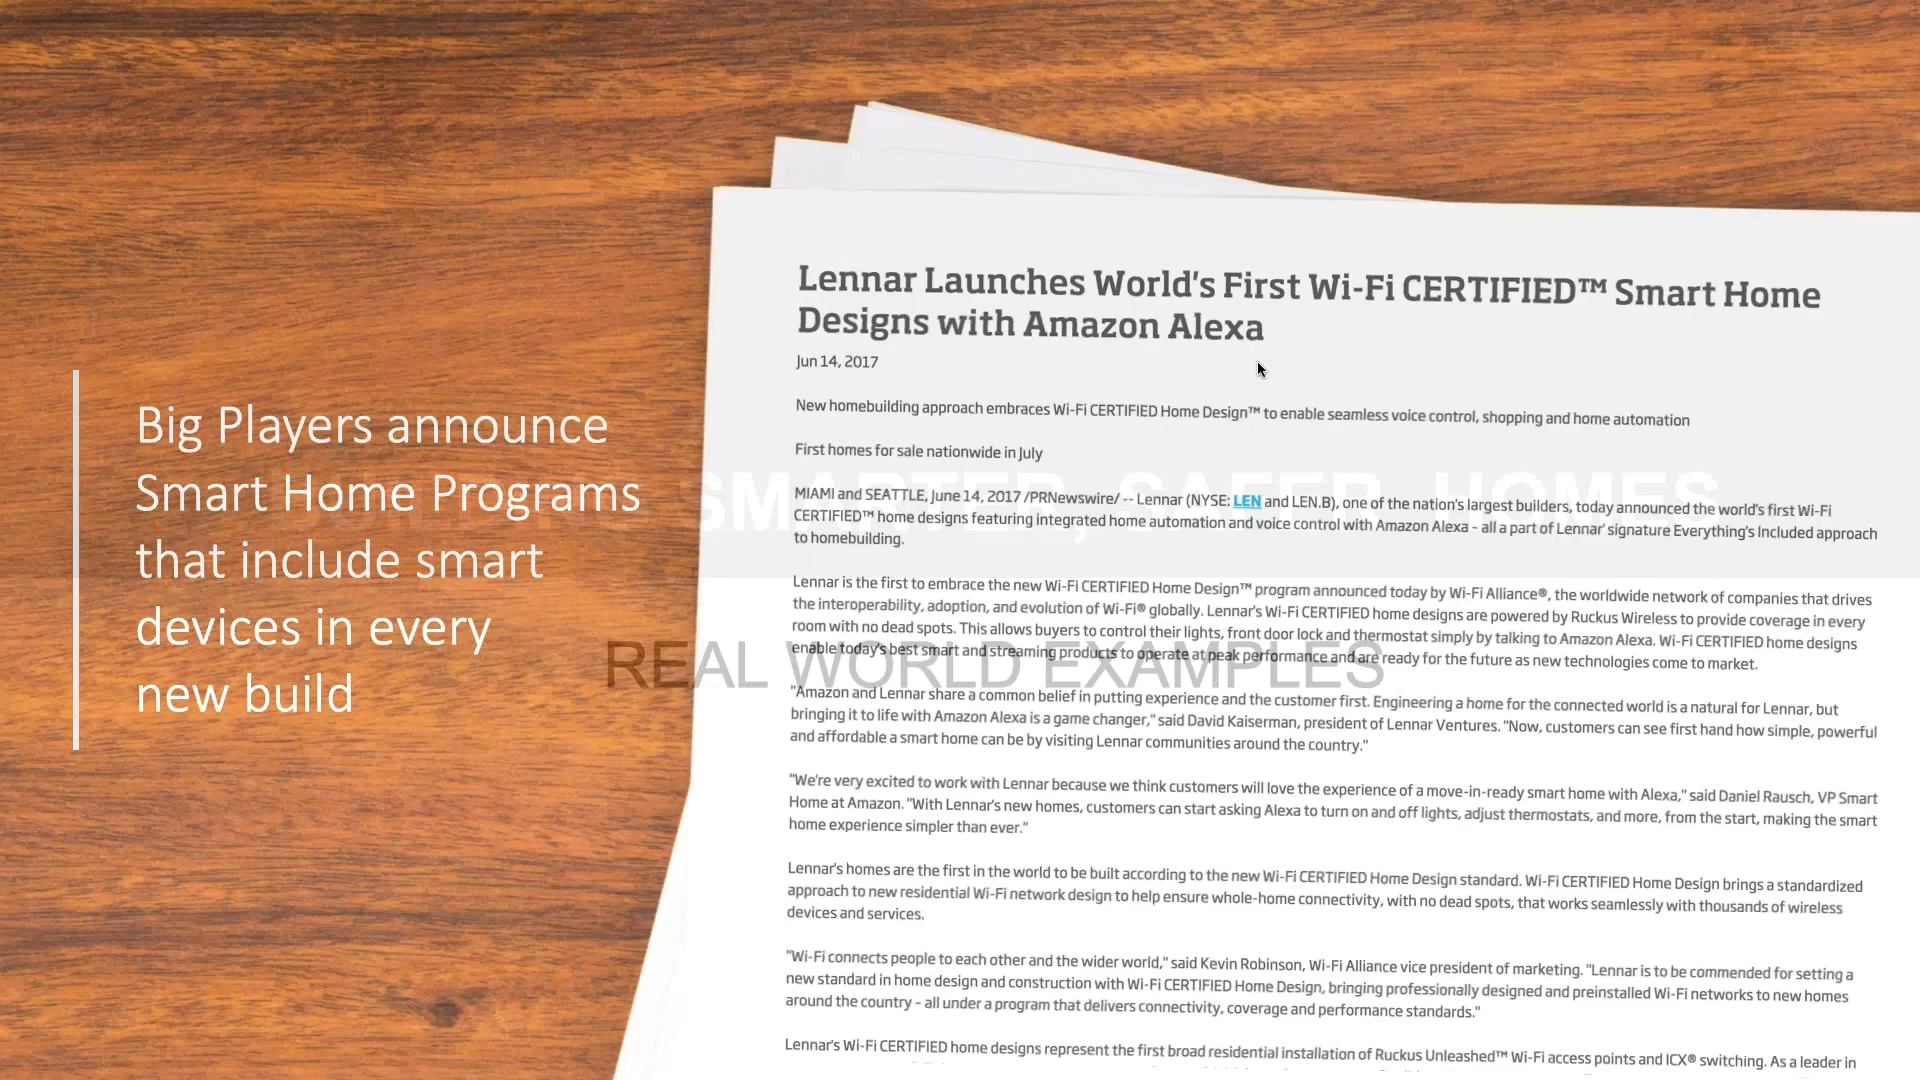 Big Players announce
Smart Home Programs
that include smart
devices in every
new build
Lennar Launches World's First Wi-Fi CERTIFIED™ Smart Home
Designs with Amazon Alexa
Jun 14, 2017
New homebuilding approach embraces Wi-Fi CERTIFIED Home Design™ to enable seamless voice control, shopping and home automation
First homes for sale nationwide in July
SMARTER, SAFER, HOMES
MIAMI and SEATTLE, June 14, 2017 /PRNewswire/ -- Lennar (NYSE: LEN and LEN.B), one of the nation's largest builders, today announced the world's first Wi-Fi
CERTIFIED™ home designs featuring integrated home automation and voice control with Amazon Alexa – all a part of Lennar' signature Everything's Included approach
to homebuilding.
Lennar is the first to embrace the new Wi-Fi CERTIFIED Home Design™ program announced today by Wi-Fi Alliance®, the worldwide network of companies that drives
the interoperability, adoption, and evolution of Wi-Fi® globally. Lennar's Wi-Fi CERTIFIED home designs are powered by Ruckus Wireless to provide coverage in every
room with no dead spots. This allows buyers to control their lights, front door lock and thermostat simply by talking to Amazon Alexa. Wi-Fi CERTIFIED home designs
enable today's best smart and streaming products to operate at peak performance and are ready for the future as new technologies come to market.
REAL WORLD EXAMPLES
"Amazon and Lennar share a common belief in putting experience and the customer first. Engineering a home for the connected world is a natural for Lennar, but
bringing it to life with Amazon Alexa is a game changer," said David Kaiserman, president of Lennar Ventures. "Now, customers can see first hand how simple, powerful
and affordable a smart home can be by visiting Lennar communities around the country."
"We're very excited to work with Lennar because we think customers will love the experience of a move-in-ready smart home with Alexa," said Daniel Rausch, VP Smart
Home at Amazon. "With Lennar's new homes, customers can start asking Alexa to turn on and off lights, adjust thermostats, and more, from the start, making the smart
home experience simpler than ever."
Lennar's homes are the first in the world to be built according to the new Wi-Fi CERTIFIED Home Design standard. Wi-Fi CERTIFIED Home Design brings a standardized
approach to new residential Wi-Fi network design to help ensure whole-home connectivity, with no dead spots, that works seamlessly with thousands of wireless
devices and services.
"Wi-Fi connects people to each other and the wider world," said Kevin Robinson, Wi-Fi Alliance vice president of marketing. "Lennar is to be commended for setting a
new standard in home design and construction with Wi-Fi CERTIFIED Home Design, bringing professionally designed and preinstalled Wi-Fi networks to new homes
around the country – all under a program that delivers connectivity, coverage and performance standards."
Lennar's Wi-Fi CERTIFIED home designs represent the first broad residential installation of Ruckus Unleashed™ Wi-Fi access points and ICX® switching. As a leader in